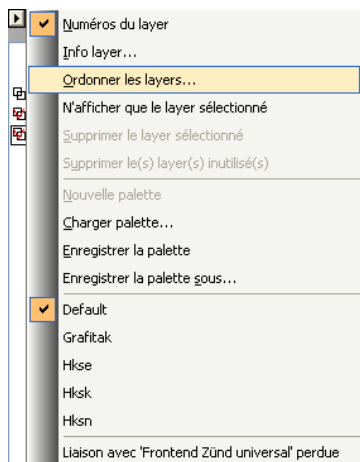 Numéros du layer
Info layer...
Ordonner les layers...
N'afficher que le layer sélectionné
Supprimer le layer sélectionné
Supprimer le(s) layer(s) inutilisé(s)
Nouvelle palette
Charger palette...
Enregistrer la palette
Enregistrer la palette sous...
Default
Grafitak
Hkse
Hksk
Hksn
Liaison avec 'Frontend Zünd universal' perdue